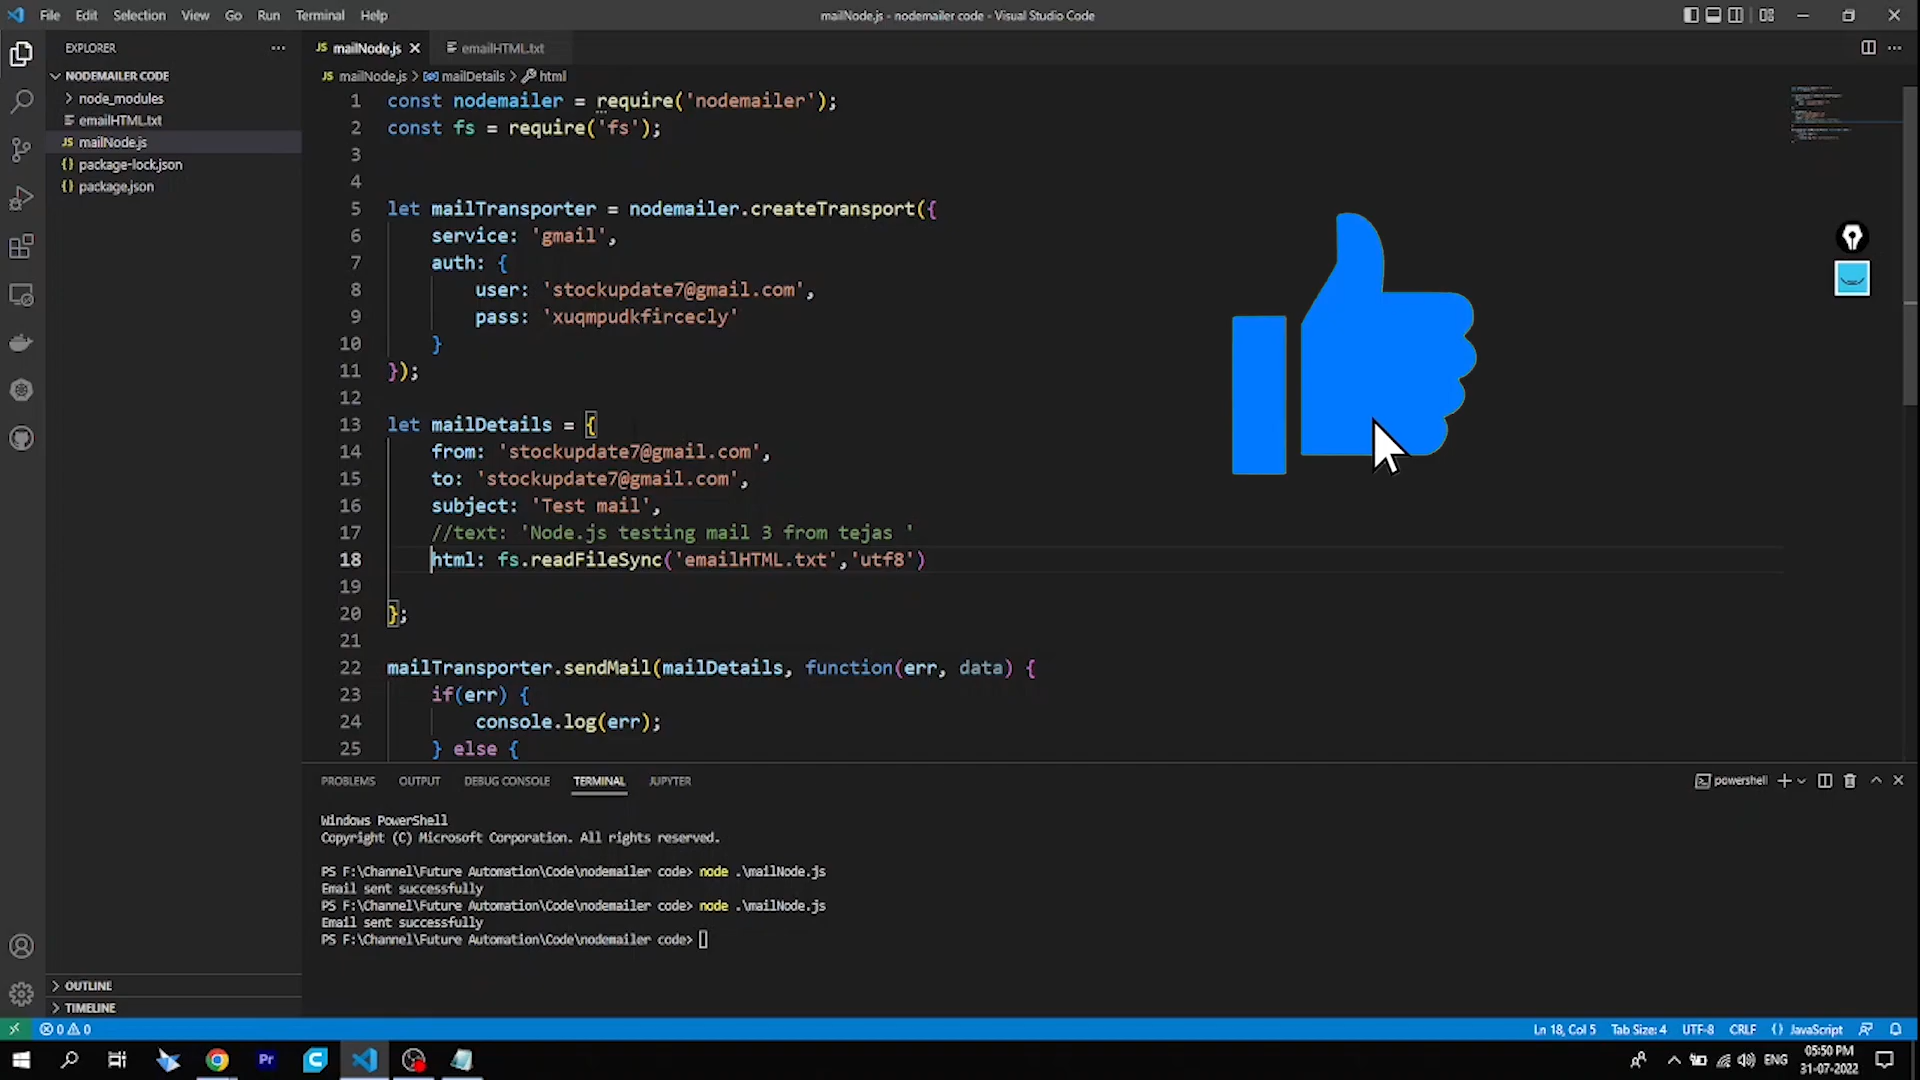 File Edit Selection View Go Run Terminal Help
mailNode.js - nodemailer code - Visual Studio Code
EXPLORER
NODEMAILER CODE
node_modules
emailHTML.txt
JS mailNode.js
{} package-lock.json
{} package.json
OUTLINE
TIMELINE
JS mailNode.js
emailHTML.txt
JS mailNode.js > mailDetails > html
1 const nodemailer = require('nodemailer');
2 const fs = require('fs');
3
4
5 let mailTransporter = nodemailer.createTransport({
6 service: 'gmail',
7 auth: {
8 user: 'stockupdate7@gmail.com',
9 pass: 'xuqmpudkfircecly'
10 }
11 });
12
13 let mailDetails = {
14 from: 'stockupdate7@gmail.com',
15 to: 'stockupdate7@gmail.com',
16 subject: 'Test mail',
17 //text: 'Node.js testing mail 3 from tejas '
18 html: fs.readFileSync('emailHTML.txt','utf8')
19
20 };
21
22 mailTransporter.sendMail(mailDetails, function(err, data) {
23 if(err) {
24 console.log(err);
25 } else {
PROBLEMS OUTPUT DEBUG CONSOLE TERMINAL JUPYTER
powershell
Windows PowerShell
Copyright (C) Microsoft Corporation. All rights reserved.
PS F:\Channel\Future Automation\Code\nodemailer code> node .\mailNode.js
Email sent successfully
PS F:\Channel\Future Automation\Code\nodemailer code> node .\mailNode.js
Email sent successfully
PS F:\Channel\Future Automation\Code\nodemailer code>
0 0
Ln 18, Col 5 Tab Size: 4 UTF-8 CRLF {} JavaScript
Pr
ENG
05:50 PM
31-07-2022